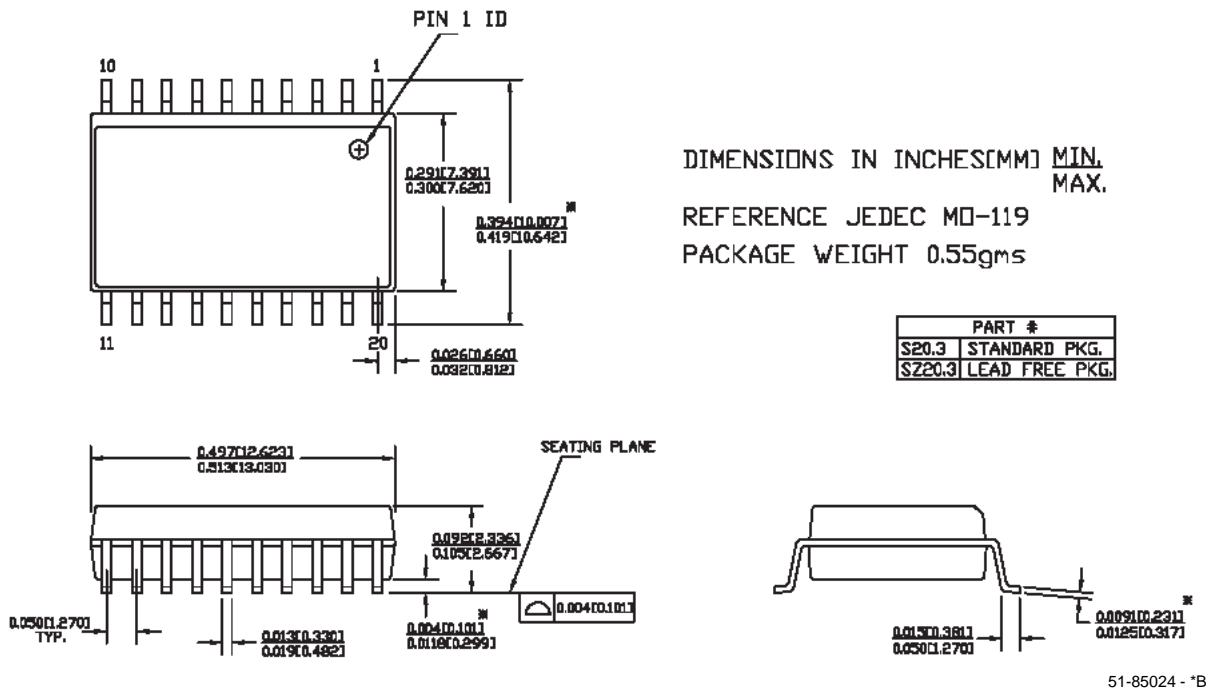 PIN 1 ID
10
1
0.291[7.391]
0.300[7.620]
*
0.394[10.007]
0.419[10.642]
11
20
0.026[0.660]
0.032[0.812]
DIMENSIONS IN INCHES[MM] MIN.
MAX.
REFERENCE JEDEC MO-119
PACKAGE WEIGHT 0.55gms
PART #
S20.3 STANDARD PKG.
SZ20.3 LEAD FREE PKG.
0.497[12.623]
0.513[13.030]
SEATING PLANE
0.092[2.336]
0.105[2.667]
0.050[1.270]
TYP.
0.013[0.330]
0.019[0.482]
*
0.004[0.101]
0.0118[0.299]
0.004[0.101]
0.015[0.381]
0.050[1.270]
*
0.0091[0.231]
0.0125[0.317]
51-85024 - *B